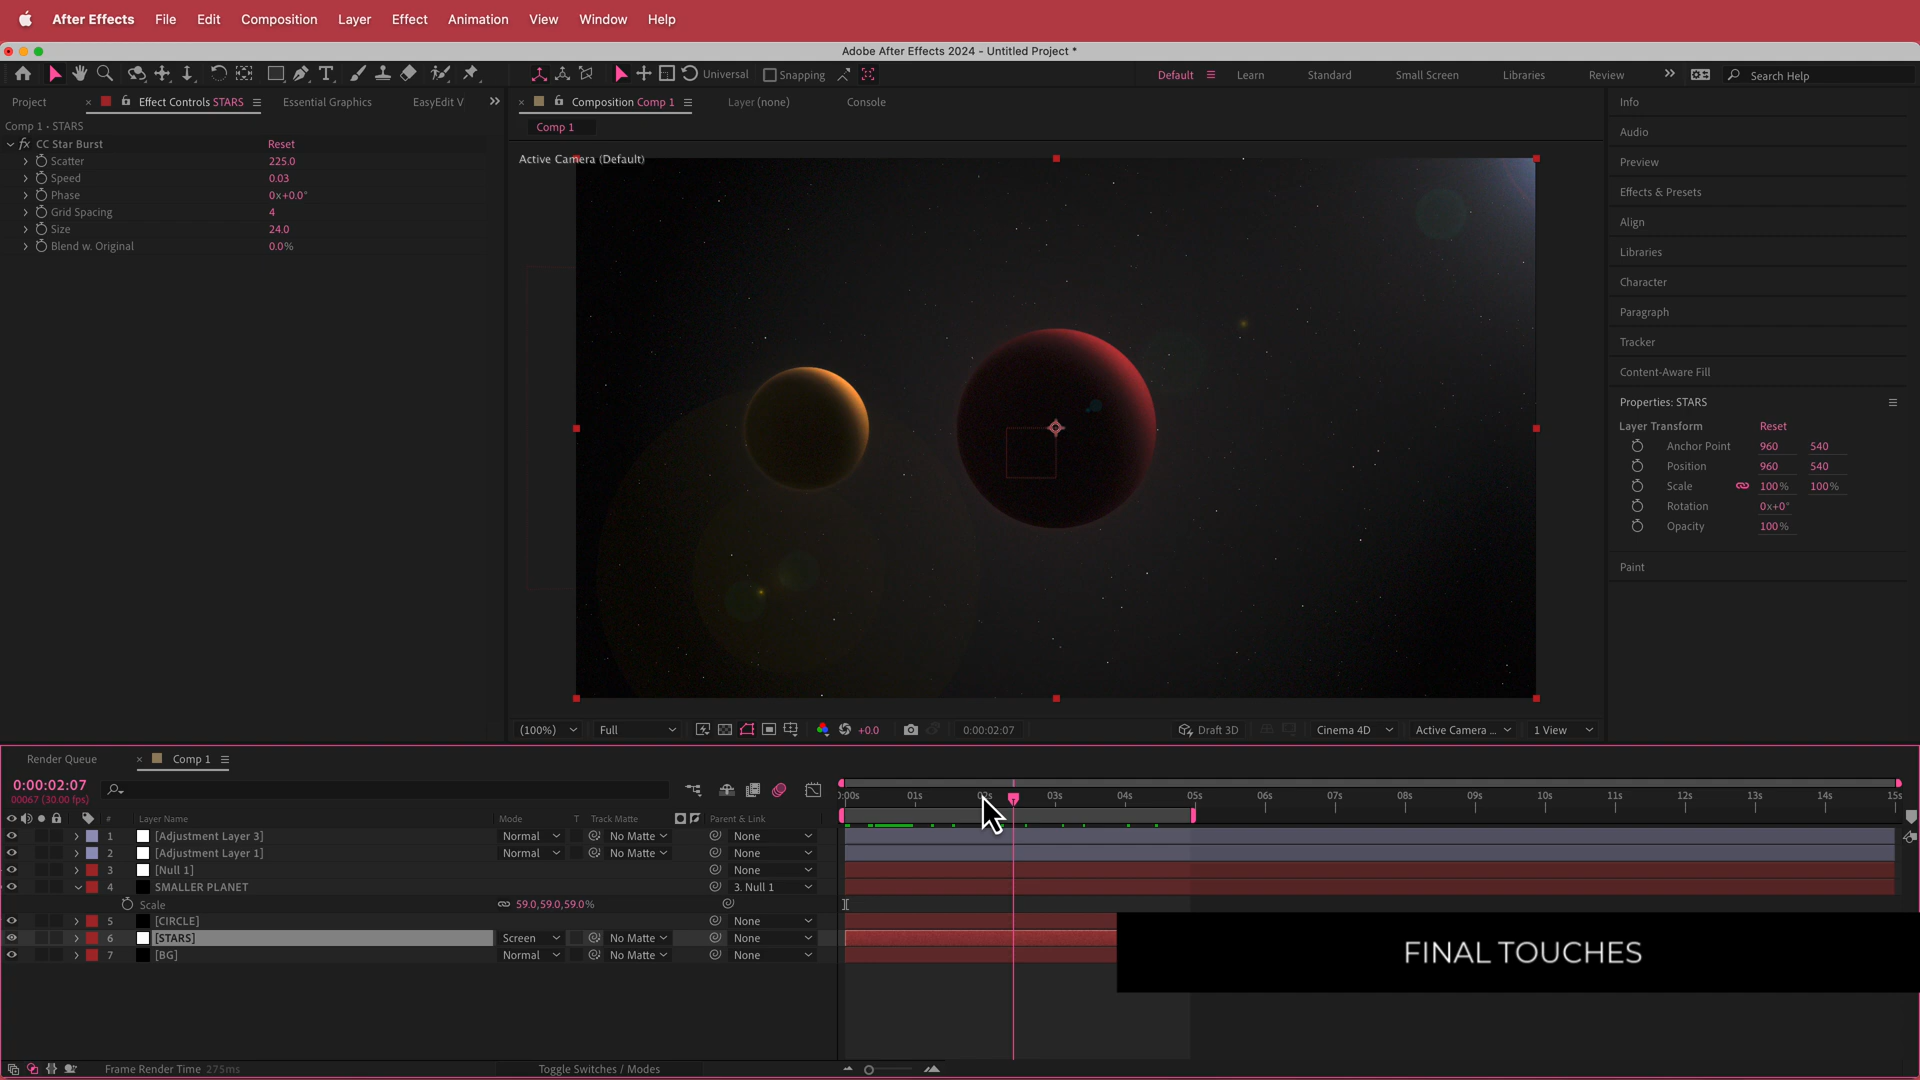 After Effects File Edit Composition Layer Effect Animation View Window Help
Adobe After Effects 2024 - Untitled Project *
Universal Snapping Default Learn Standard Small Screen Libraries Review Search Help
Project Effect Controls STARS Essential Graphics EasyEdit V
Comp 1 • STARS
fx CC Star Burst Reset
Scatter 225.0
Speed 0.03
Phase 0x+0.0°
Grid Spacing 4
Size 24.0
Blend w. Original 0.0%
Composition Comp 1 Layer (none) Console
Comp 1
Active Camera (Default)
(100%) Full +0.0 0:00:02:07 Draft 3D Cinema 4D Active Camera ... 1 View
Info
Audio
Preview
Effects & Presets
Align
Libraries
Character
Paragraph
Tracker
Content-Aware Fill
Properties: STARS
Layer Transform Reset
Anchor Point 960 540
Position 960 540
Scale 100% 100%
Rotation 0x+0°
Opacity 100%
Paint
Render Queue Comp 1
0:00:02:07
00067 (30.00 fps)
# Layer Name Mode T Track Matte Parent & Link
1 [Adjustment Layer 3] Normal No Matte None
2 [Adjustment Layer 1] Normal No Matte None
3 [Null 1] None
4 SMALLER PLANET 3. Null 1
Scale 59.0,59.0,59.0%
5 [CIRCLE] None
6 [STARS] Screen No Matte None
7 [BG] Normal No Matte None
):00s 01s 02s 03s 04s 05s 06s 07s 08s 09s 10s 11s 12s 13s 14s 15s
FINAL TOUCHES
Frame Render Time 275ms Toggle Switches / Modes